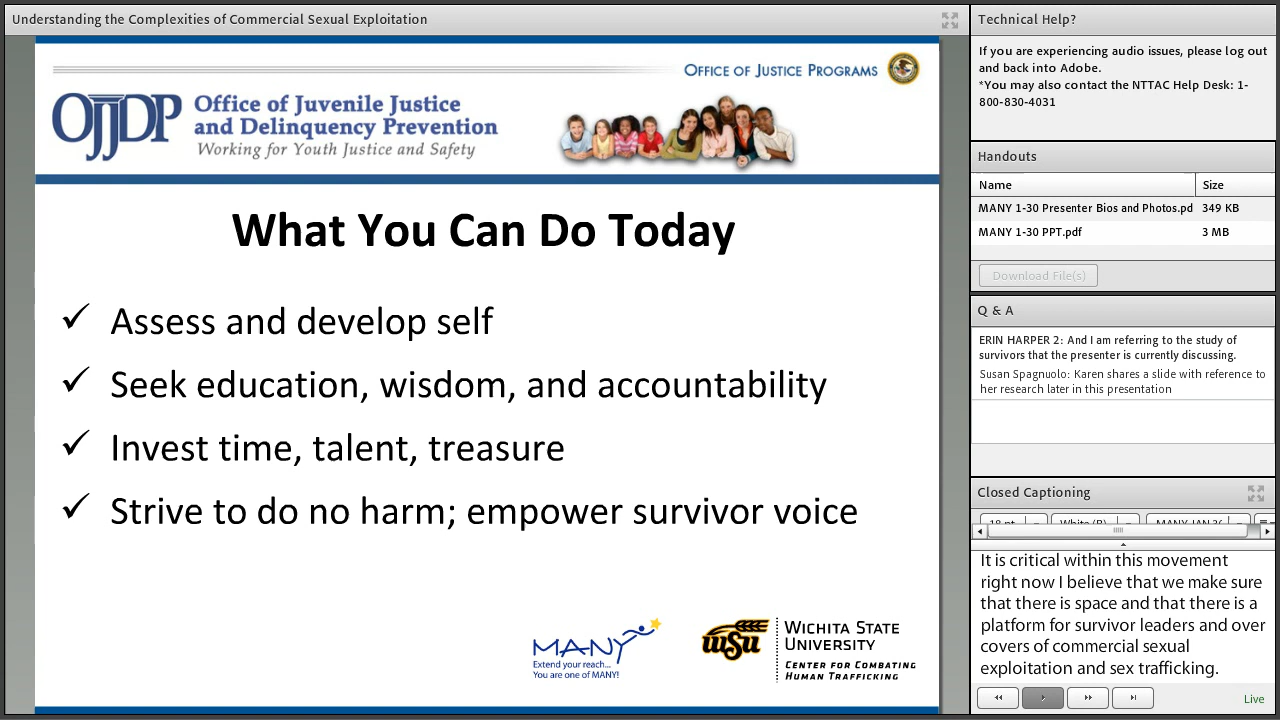 Understanding the Complexities of Commercial Sexual Exploitation
OFFICE OF JUSTICE PROGRAMS
OJJDP
Office of Juvenile Justice
and Delinquency Prevention
Working for Youth Justice and Safety
What You Can Do Today
✓ Assess and develop self
✓ Seek education, wisdom, and accountability
✓ Invest time, talent, treasure
✓ Strive to do no harm; empower survivor voice
MANY
Extend your reach...
You are one of MANY!
WSU
WICHITA STATE
UNIVERSITY
CENTER FOR COMBATING
HUMAN TRAFFICKING
Technical Help?
If you are experiencing audio issues, please log out
and back into Adobe.
*You may also contact the NTTAC Help Desk: 1-
800-830-4031
Handouts
Name Size
MANY 1-30 Presenter Bios and Photos.pd 349 KB
MANY 1-30 PPT.pdf 3 MB
Download File(s)
Q & A
ERIN HARPER 2: And I am referring to the study of
survivors that the presenter is currently discussing.
Susan Spagnuolo: Karen shares a slide with reference to
her research later in this presentation
Closed Captioning
18 pt White (B) MANY JAN 3
It is critical within this movement
right now I believe that we make sure
that there is space and that there is a
platform for survivor leaders and over
covers of commercial sexual
exploitation and sex trafficking.
Live